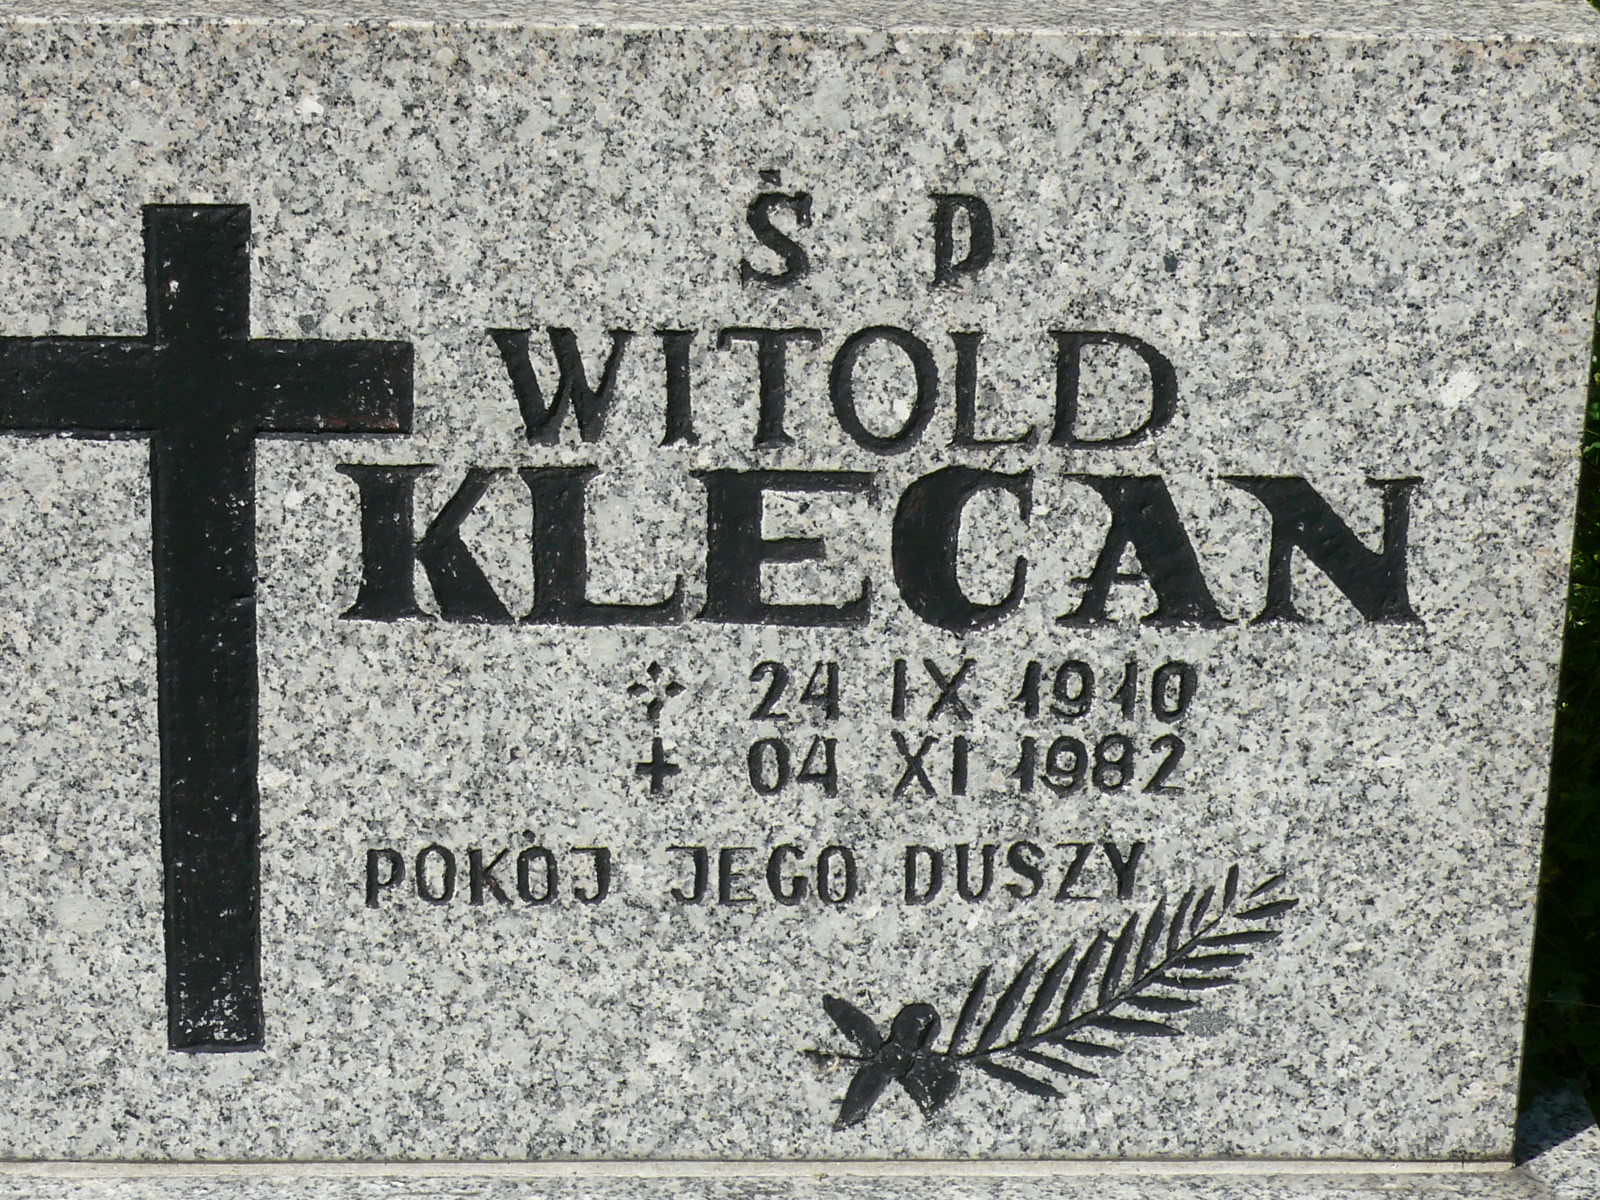 Ś P
WITOLD
KLECAN
24 IX 1910
04 XI 1982
POKÓJ JEGO DUSZY